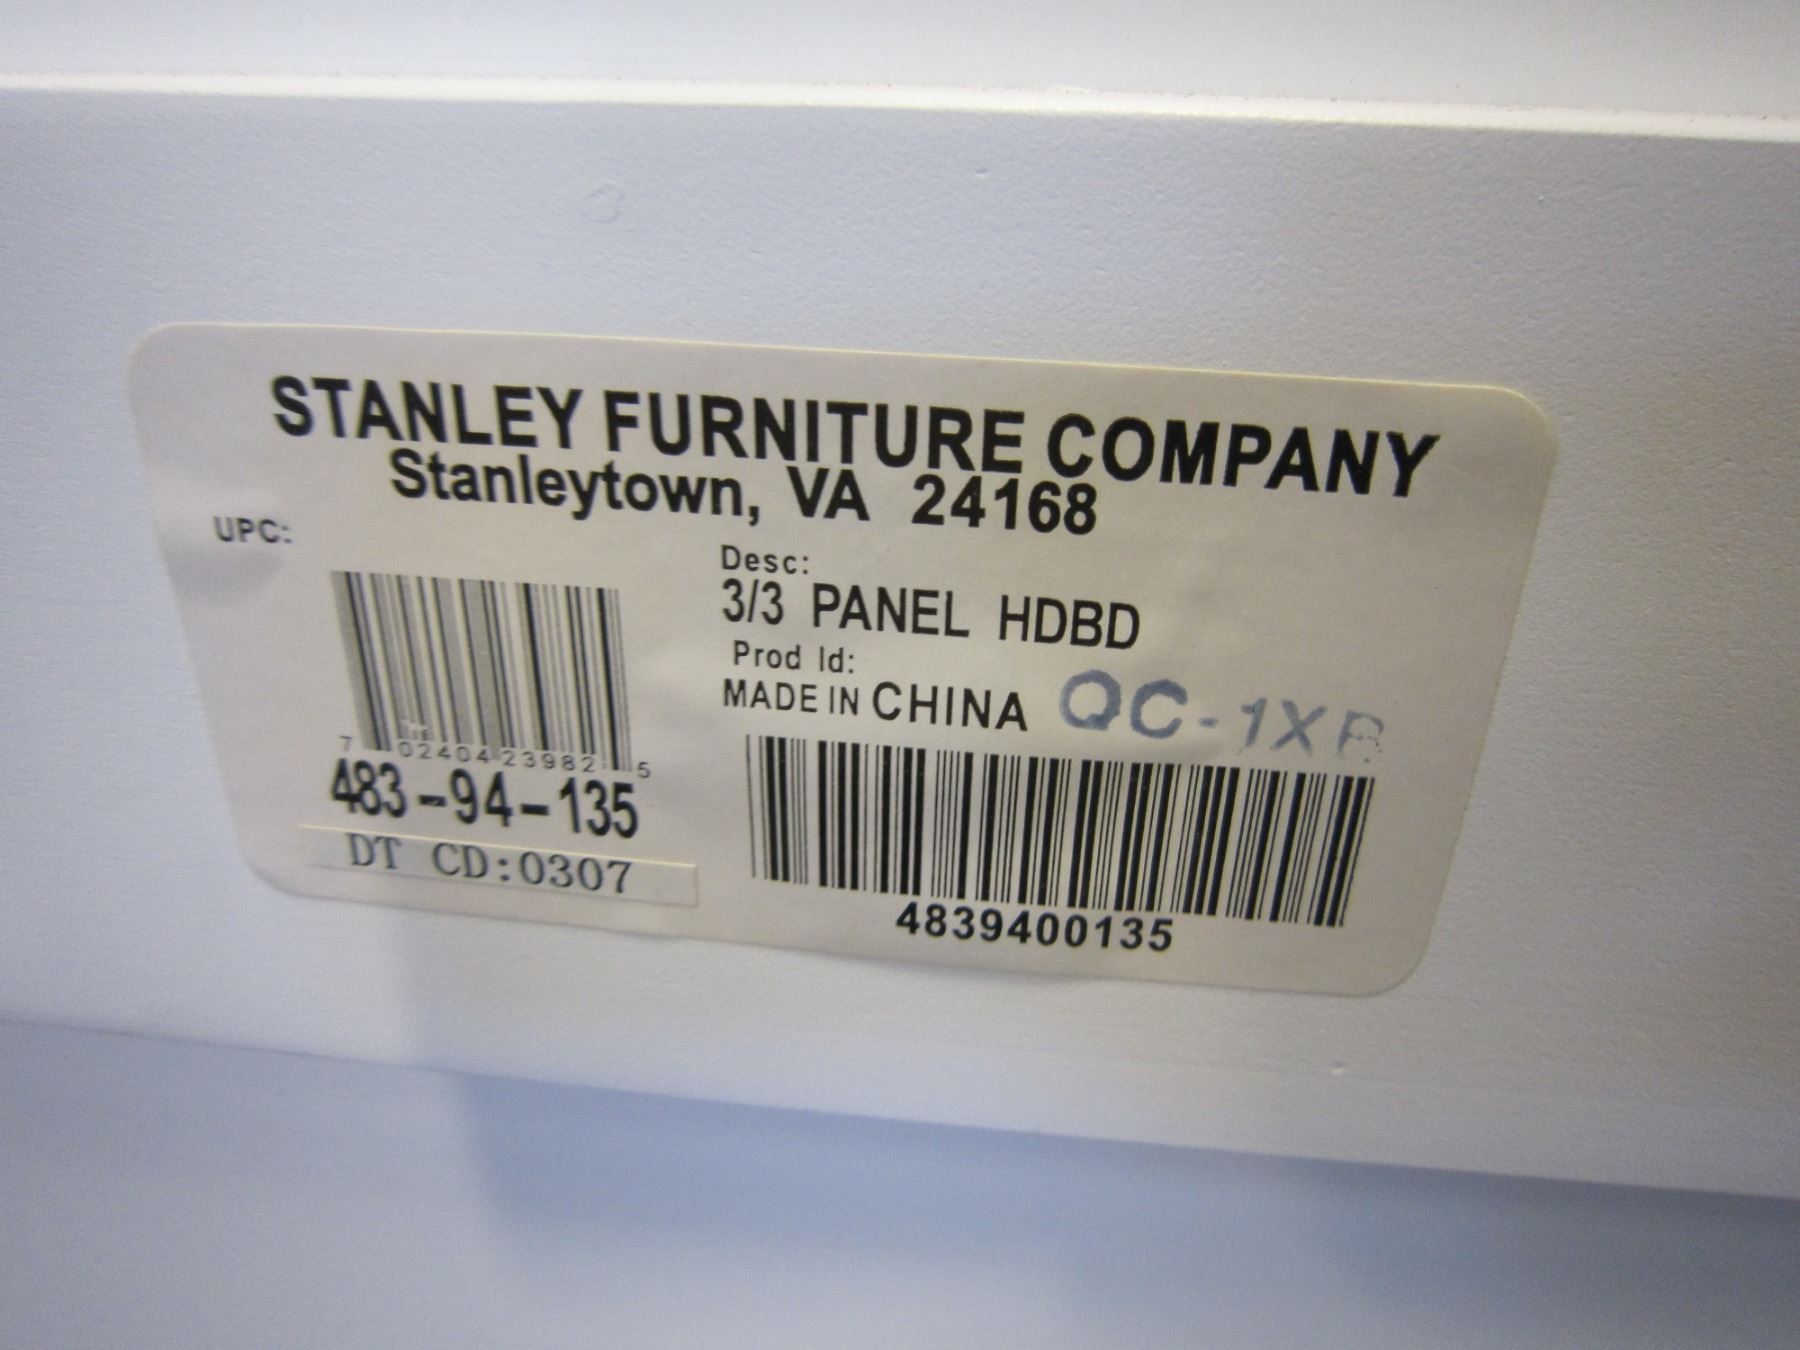 STANLEY FURNITURE COMPANY
Stanleytown, VA 24168
UPC:
7 02404 23982 5
483-94-135
DT CD:0307
Desc:
3/3 PANEL HDBD
Prod Id:
MADE IN CHINA
4839400135